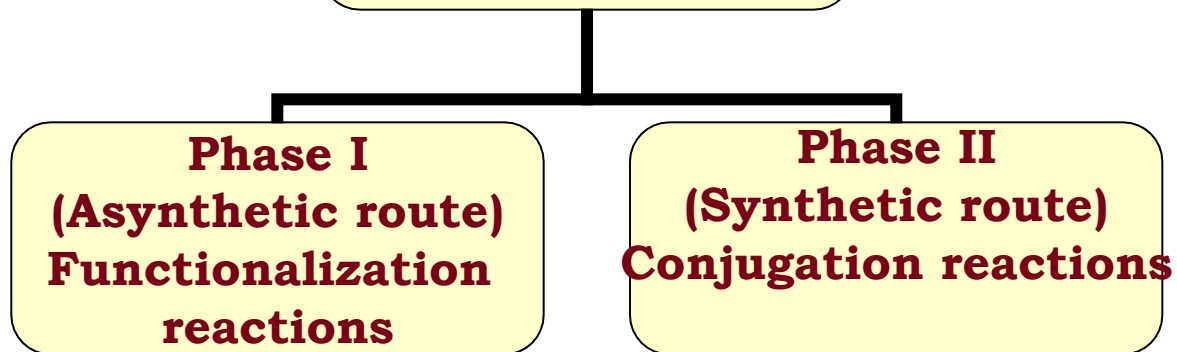 Phase I
(Asynthetic route)
Functionalization
reactions
Phase II
(Synthetic route)
Conjugation reactions